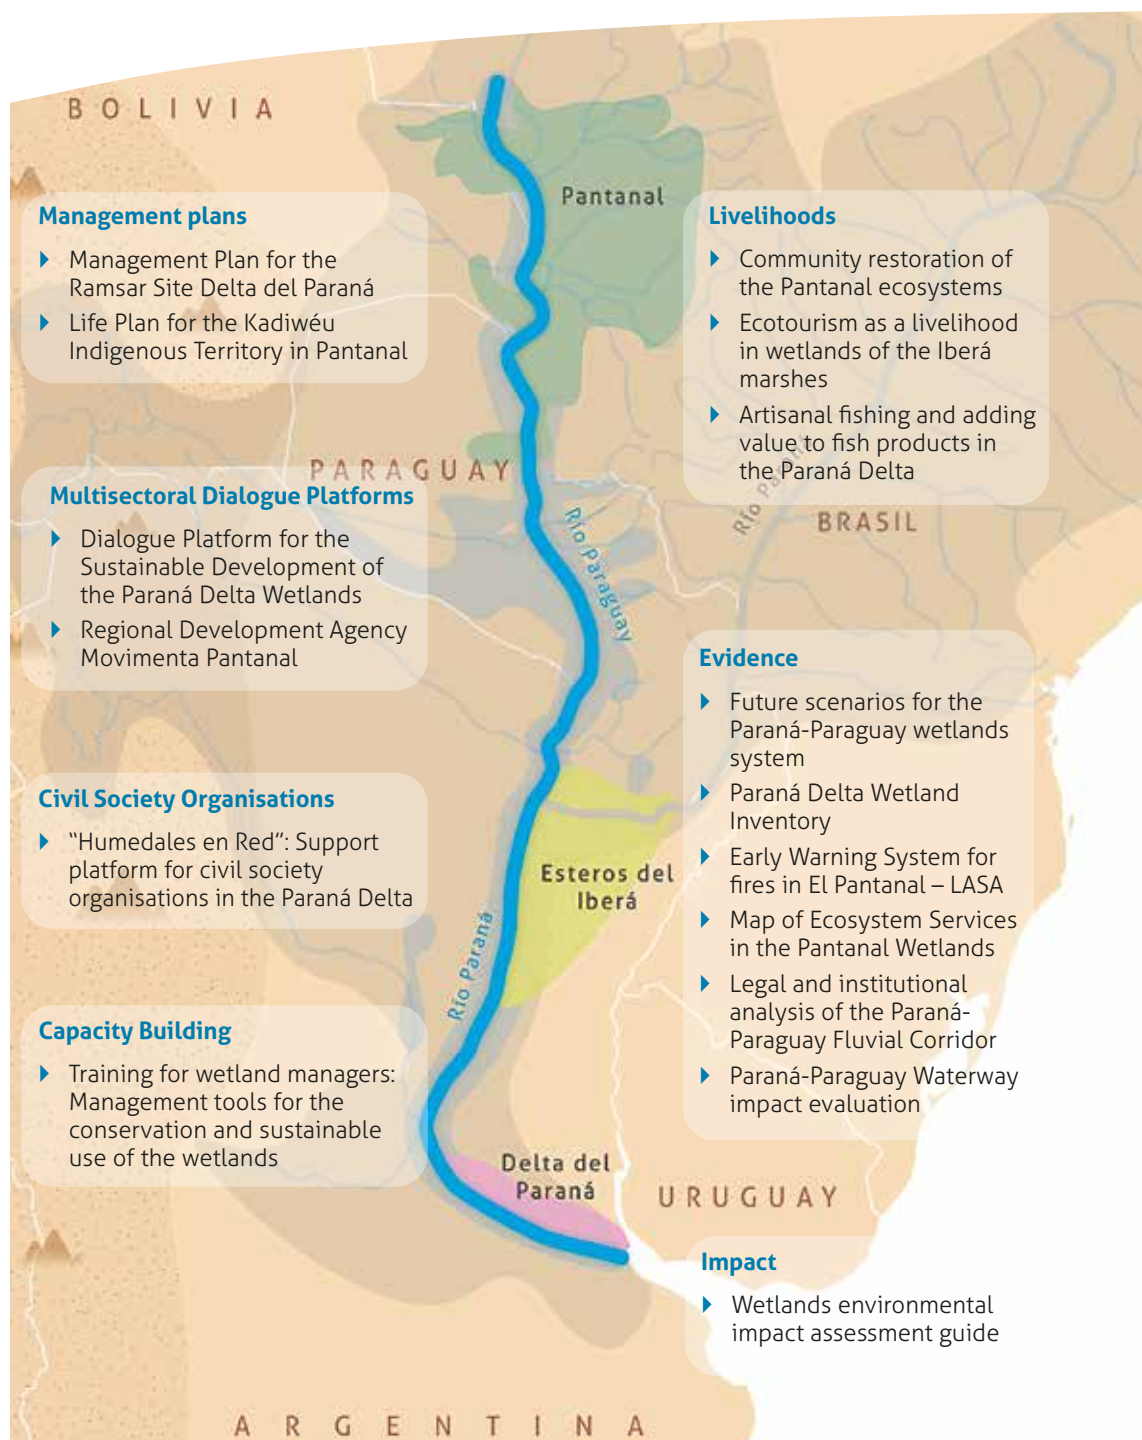 BOLIVIA
Pantanal
Management plans
Management Plan for the
Ramsar Site Delta del Paraná
Life Plan for the Kadiwéu
Indigenous Territory in Pantanal
Livelihoods
Community restoration of
the Pantanal ecosystems
Ecotourism as a livelihood
in wetlands of the Iberá
marshes
Artisanal fishing and adding
value to fish products in
the Paraná Delta
PARAGUAY
Río Paraná
BRASIL
Río Paraguay
Multisectoral Dialogue Platforms
Dialogue Platform for the
Sustainable Development of
the Paraná Delta Wetlands
Regional Development Agency
Movimenta Pantanal
Evidence
Future scenarios for the
Paraná-Paraguay wetlands
system
Paraná Delta Wetland
Inventory
Early Warning System for
fires in El Pantanal – LASA
Map of Ecosystem Services
in the Pantanal Wetlands
Legal and institutional
analysis of the Paraná-
Paraguay Fluvial Corridor
Paraná-Paraguay Waterway
impact evaluation
Civil Society Organisations
“Humedales en Red”: Support
platform for civil society
organisations in the Paraná Delta
Esteros del
Iberá
Río Paraná
Capacity Building
Training for wetland managers:
Management tools for the
conservation and sustainable
use of the wetlands
Delta del
Paraná
URUGUAY
Impact
Wetlands environmental
impact assessment guide
ARGENTINA